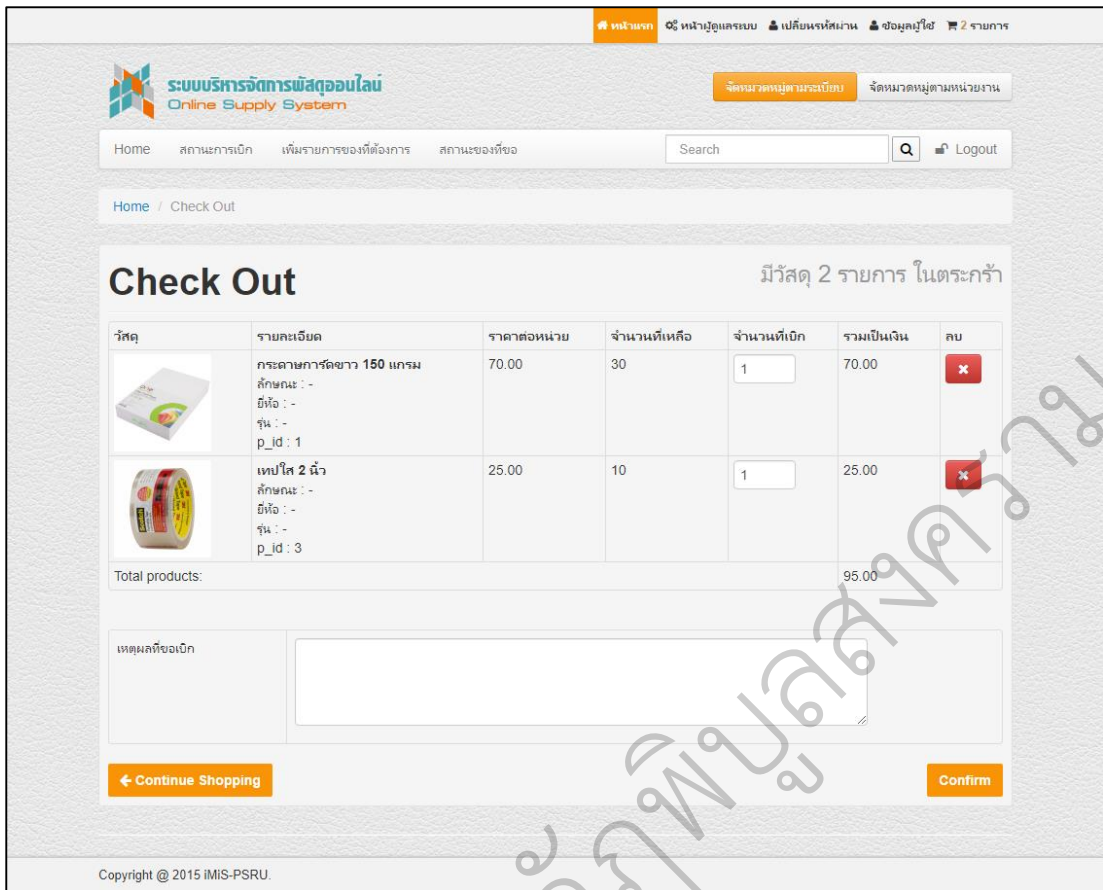 หน้าแรก หน้าผู้ดูแลระบบ เปลี่ยนรหัสผ่าน ข้อมูลผู้ใช้ 2 รายการ
ระบบบริหารจัดการพัสดุออนไลน์
Online Supply System
จัดหมวดหมู่ตามระเบียบ จัดหมวดหมู่ตามหน่วยงาน
Home สถานะการเบิก เพิ่มรายการของที่ต้องการ สถานะของที่ขอ Search Logout
Home / Check Out
Check Out มีวัสดุ 2 รายการ ในตระกร้า
วัสดุ รายละเอียด ราคาต่อหน่วย จำนวนที่เหลือ จำนวนที่เบิก รวมเป็นเงิน ลบ
กระดาษการ์ดขาว 150 แกรม 70.00 30 1 70.00
ลักษณะ : -
ยี่ห้อ : -
รุ่น : -
p_id : 1
เทปใส 2 นิ้ว 25.00 10 1 25.00
ลักษณะ : -
ยี่ห้อ : -
รุ่น : -
p_id : 3
Total products: 95.00
เหตุผลที่ขอเบิก
Continue Shopping Confirm
Copyright @ 2015 iMiS-PSRU.